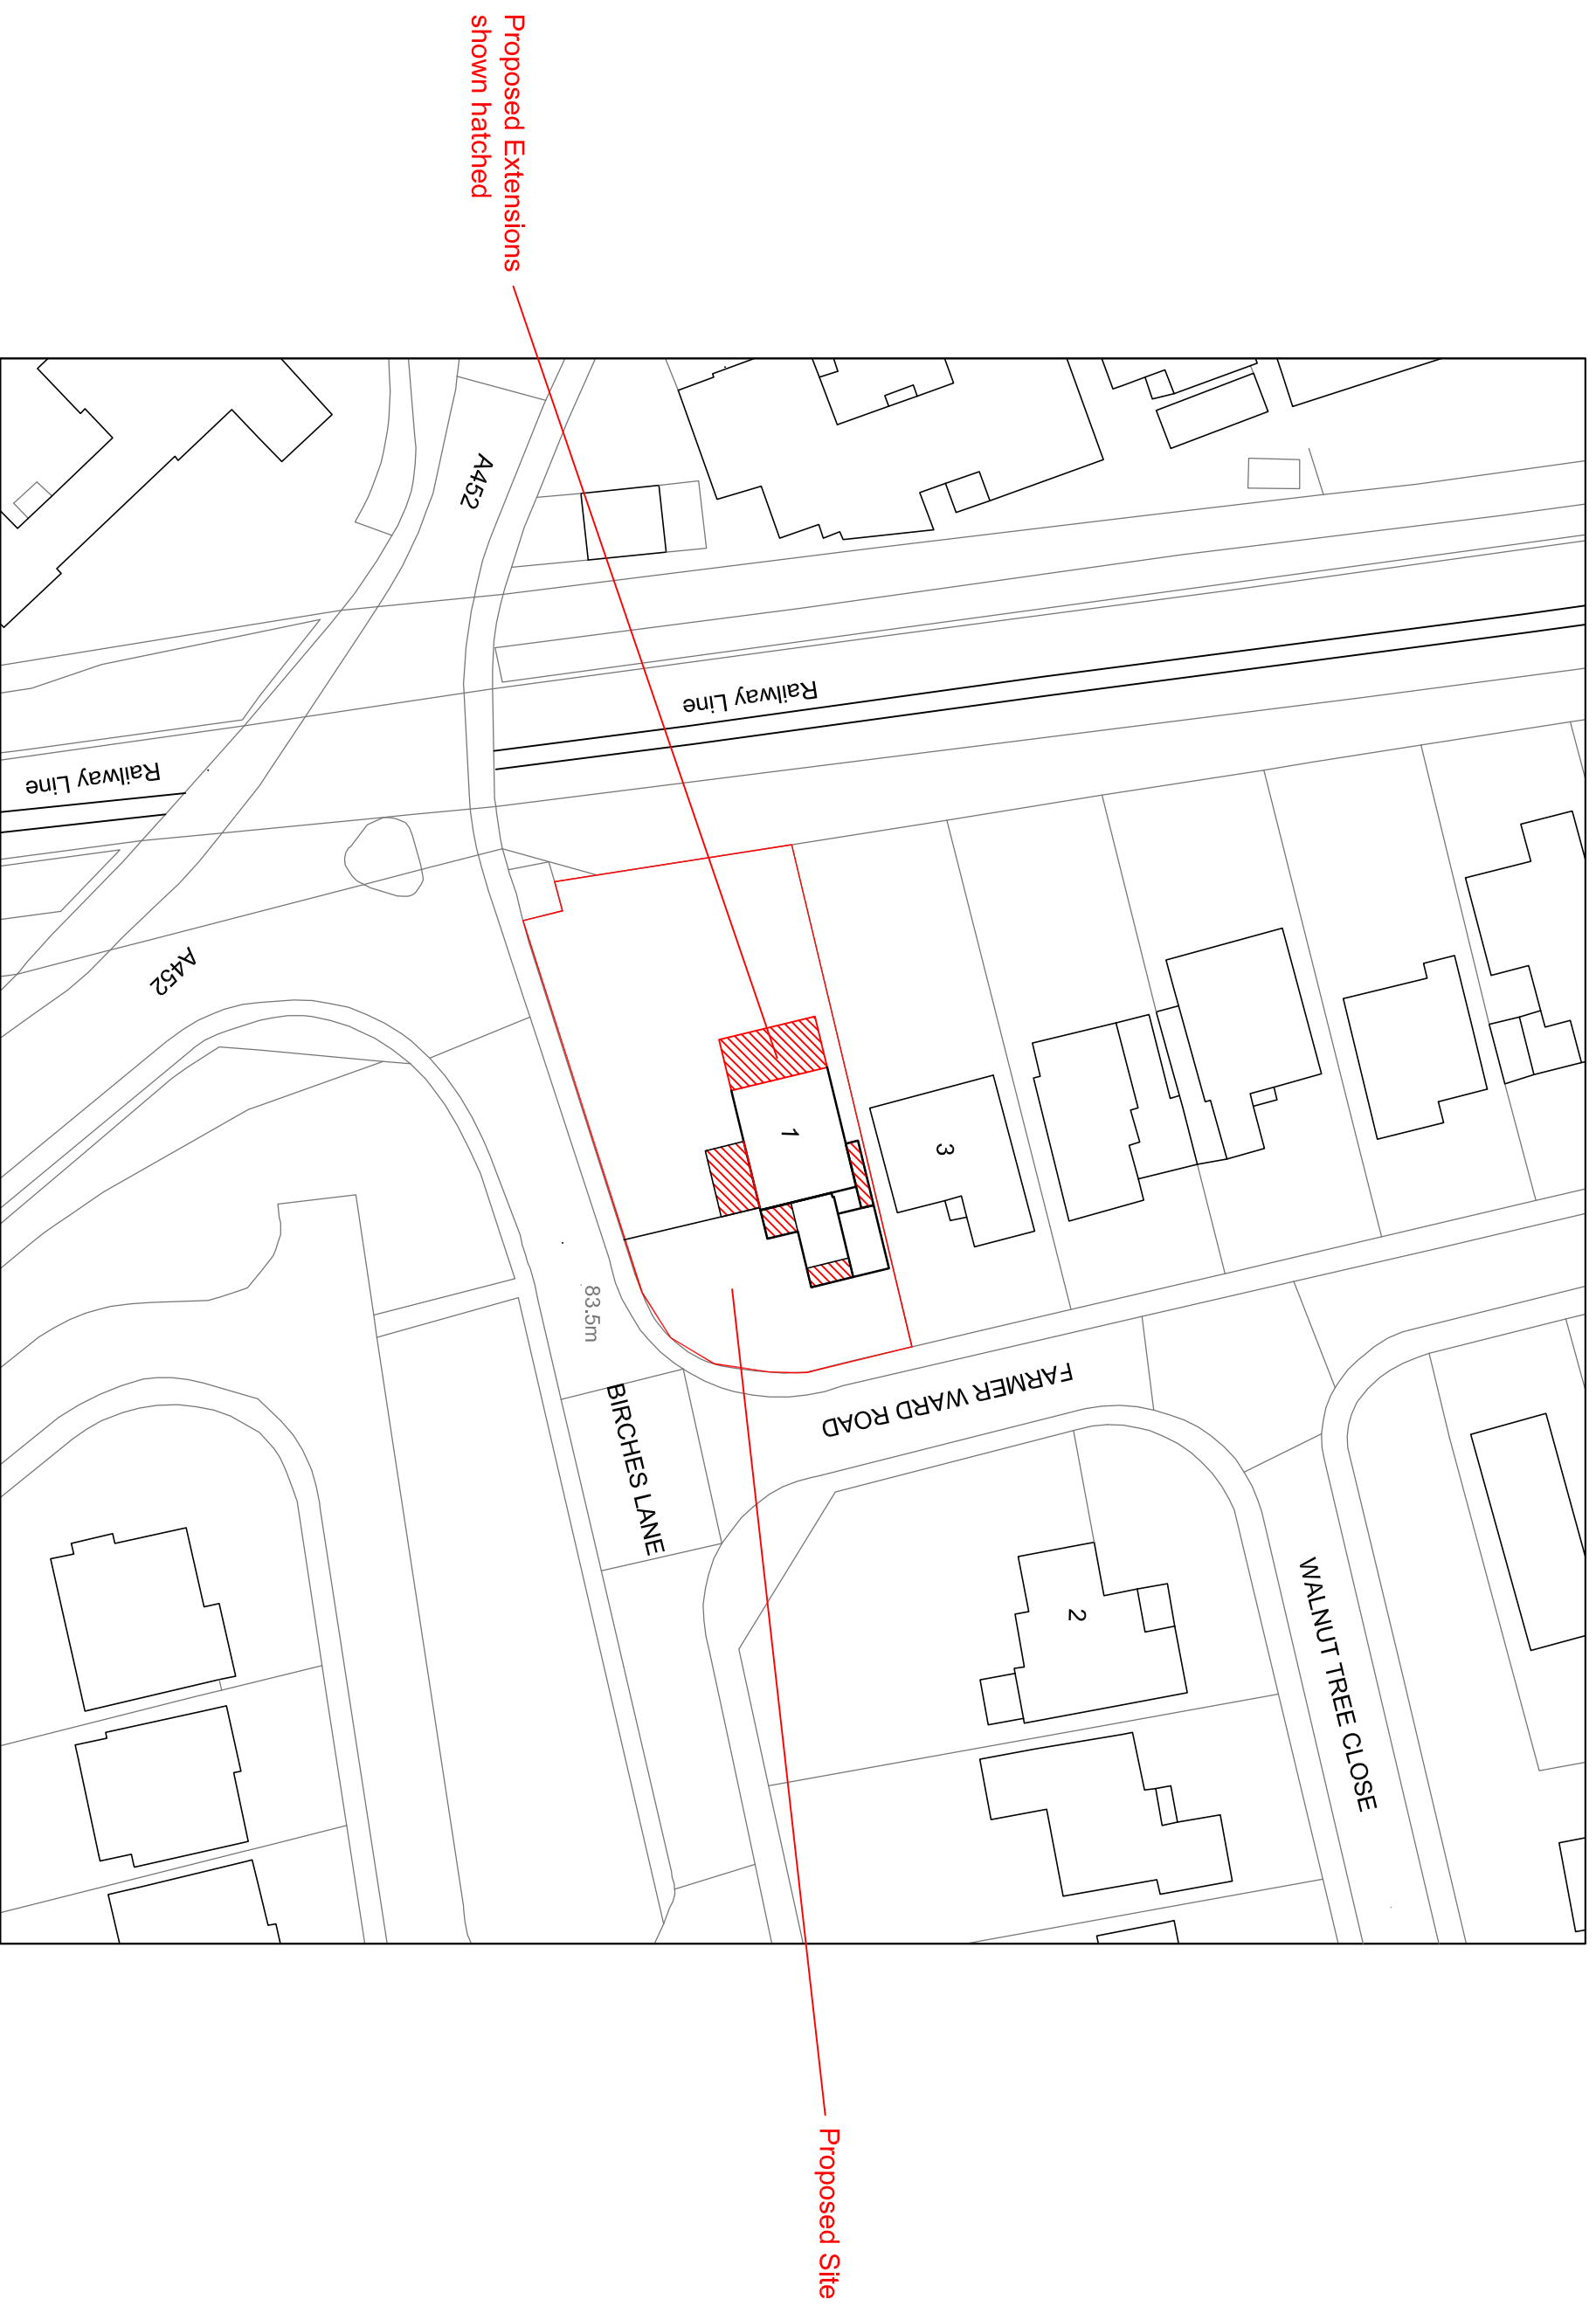 Proposed Extensions
shown hatched
A452
Railway Line
Railway Line
A452
1
3
83.5m
BIRCHES LANE
FARMER WARD ROAD
2
WALNUT TREE CLOSE
Proposed Site